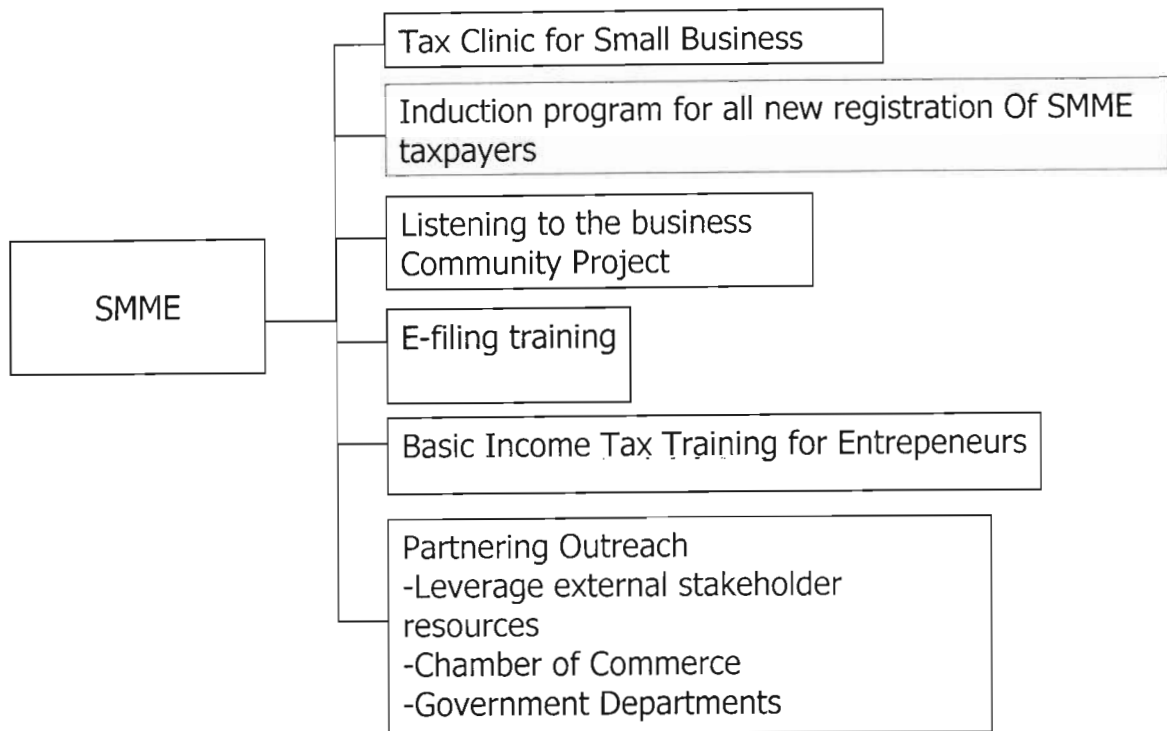 Tax Clinic for Small Business
Induction program for all new registration Of SMME
taxpayers
Listening to the business
Community Project
SMME
E-filing training
Basic Income Tax Training for Entrepeneurs
Partnering Outreach
-Leverage external stakeholder
resources
-Chamber of Commerce
-Government Departments